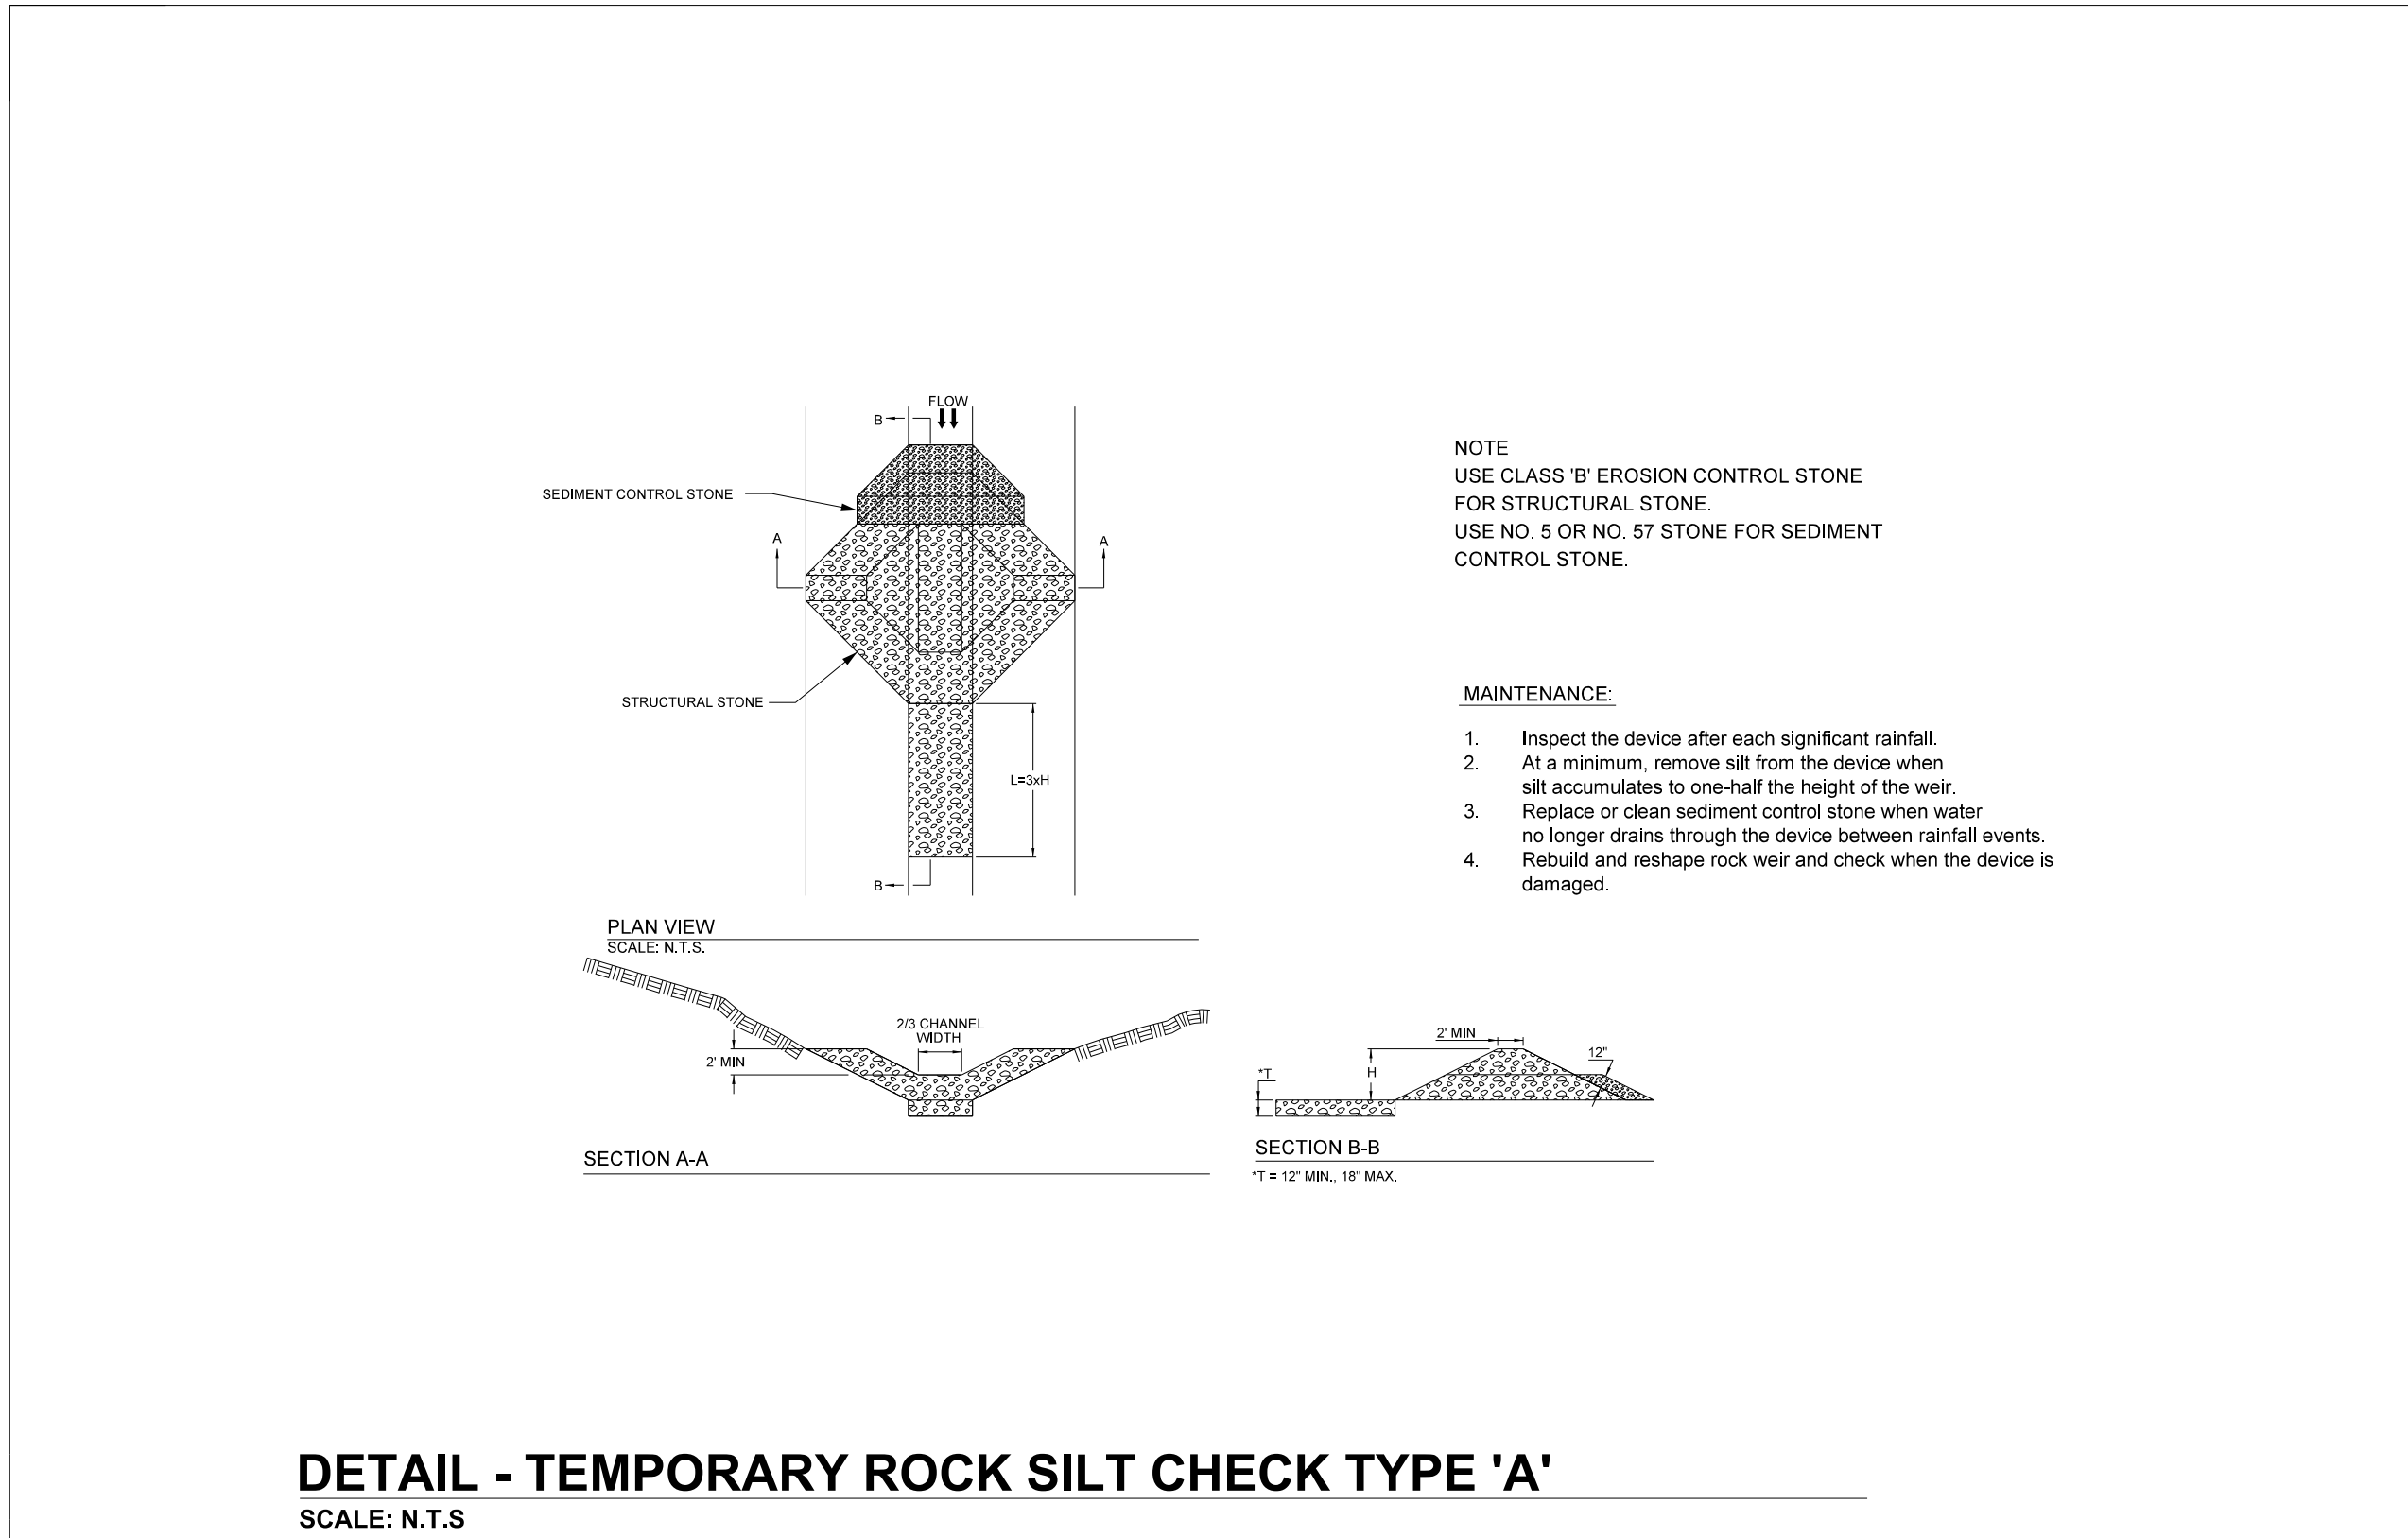 FLOW
B
SEDIMENT CONTROL STONE
A
A
STRUCTURAL STONE
L=3xH
B
PLAN VIEW
SCALE: N.T.S.
NOTE
USE CLASS 'B' EROSION CONTROL STONE
FOR STRUCTURAL STONE.
USE NO. 5 OR NO. 57 STONE FOR SEDIMENT
CONTROL STONE.
MAINTENANCE:
1. Inspect the device after each significant rainfall.
2. At a minimum, remove silt from the device when
silt accumulates to one-half the height of the weir.
3. Replace or clean sediment control stone when water
no longer drains through the device between rainfall events.
4. Rebuild and reshape rock weir and check when the device is
damaged.
2/3 CHANNEL
WIDTH
2' MIN
SECTION A-A
2' MIN
12"
*T
H
SECTION B-B
*T = 12" MIN., 18" MAX.
DETAIL - TEMPORARY ROCK SILT CHECK TYPE 'A'
SCALE: N.T.S